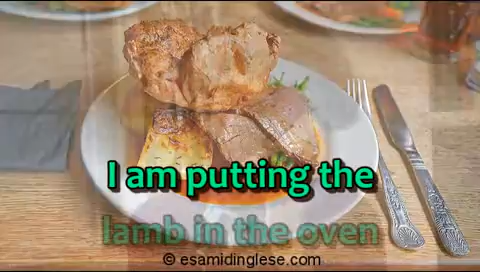 I am putting the
lamb in the oven
© esamidinglese.com